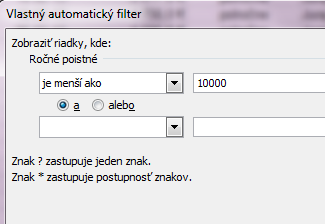 Vlastný automatický filter
Zobraziť riadky, kde:
Ročné poistné
je menší ako 10000
a alebo
Znak ? zastupuje jeden znak.
Znak * zastupuje postupnosť znakov.